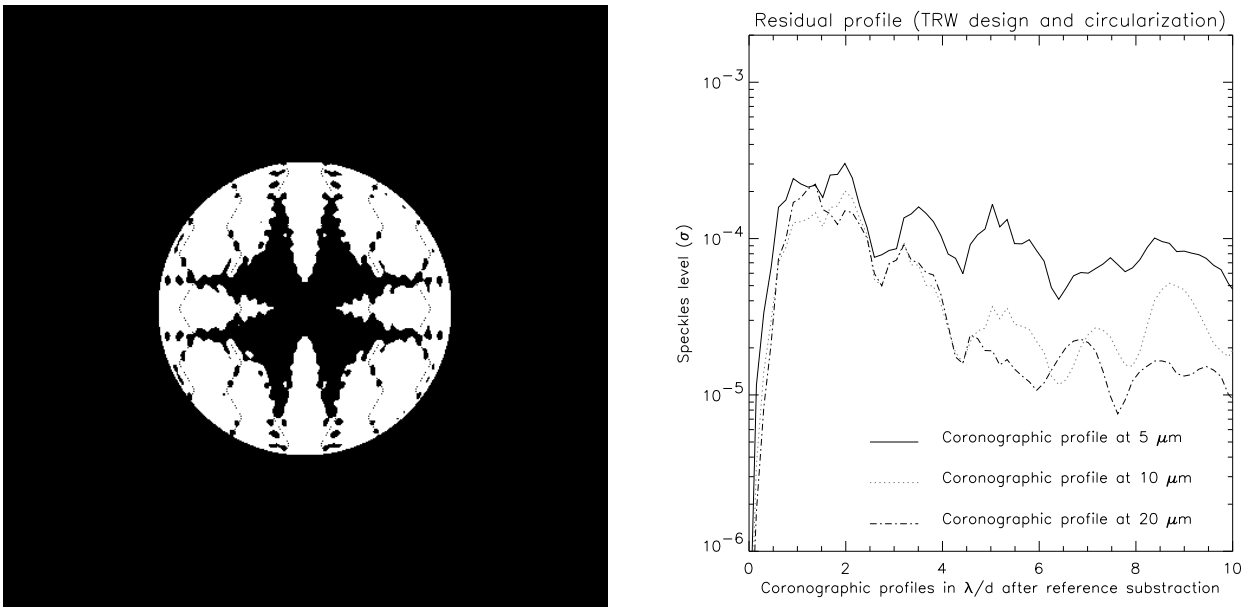 Residual profile (TRW design and circularization)
10⁻³
10⁻⁴
10⁻⁵
10⁻⁶
Speckles level (σ)
Coronographic profile at 5 μm
Coronographic profile at 10 μm
Coronographic profile at 20 μm
0 2 4 6 8 10
Coronographic profiles in λ/d after reference substraction